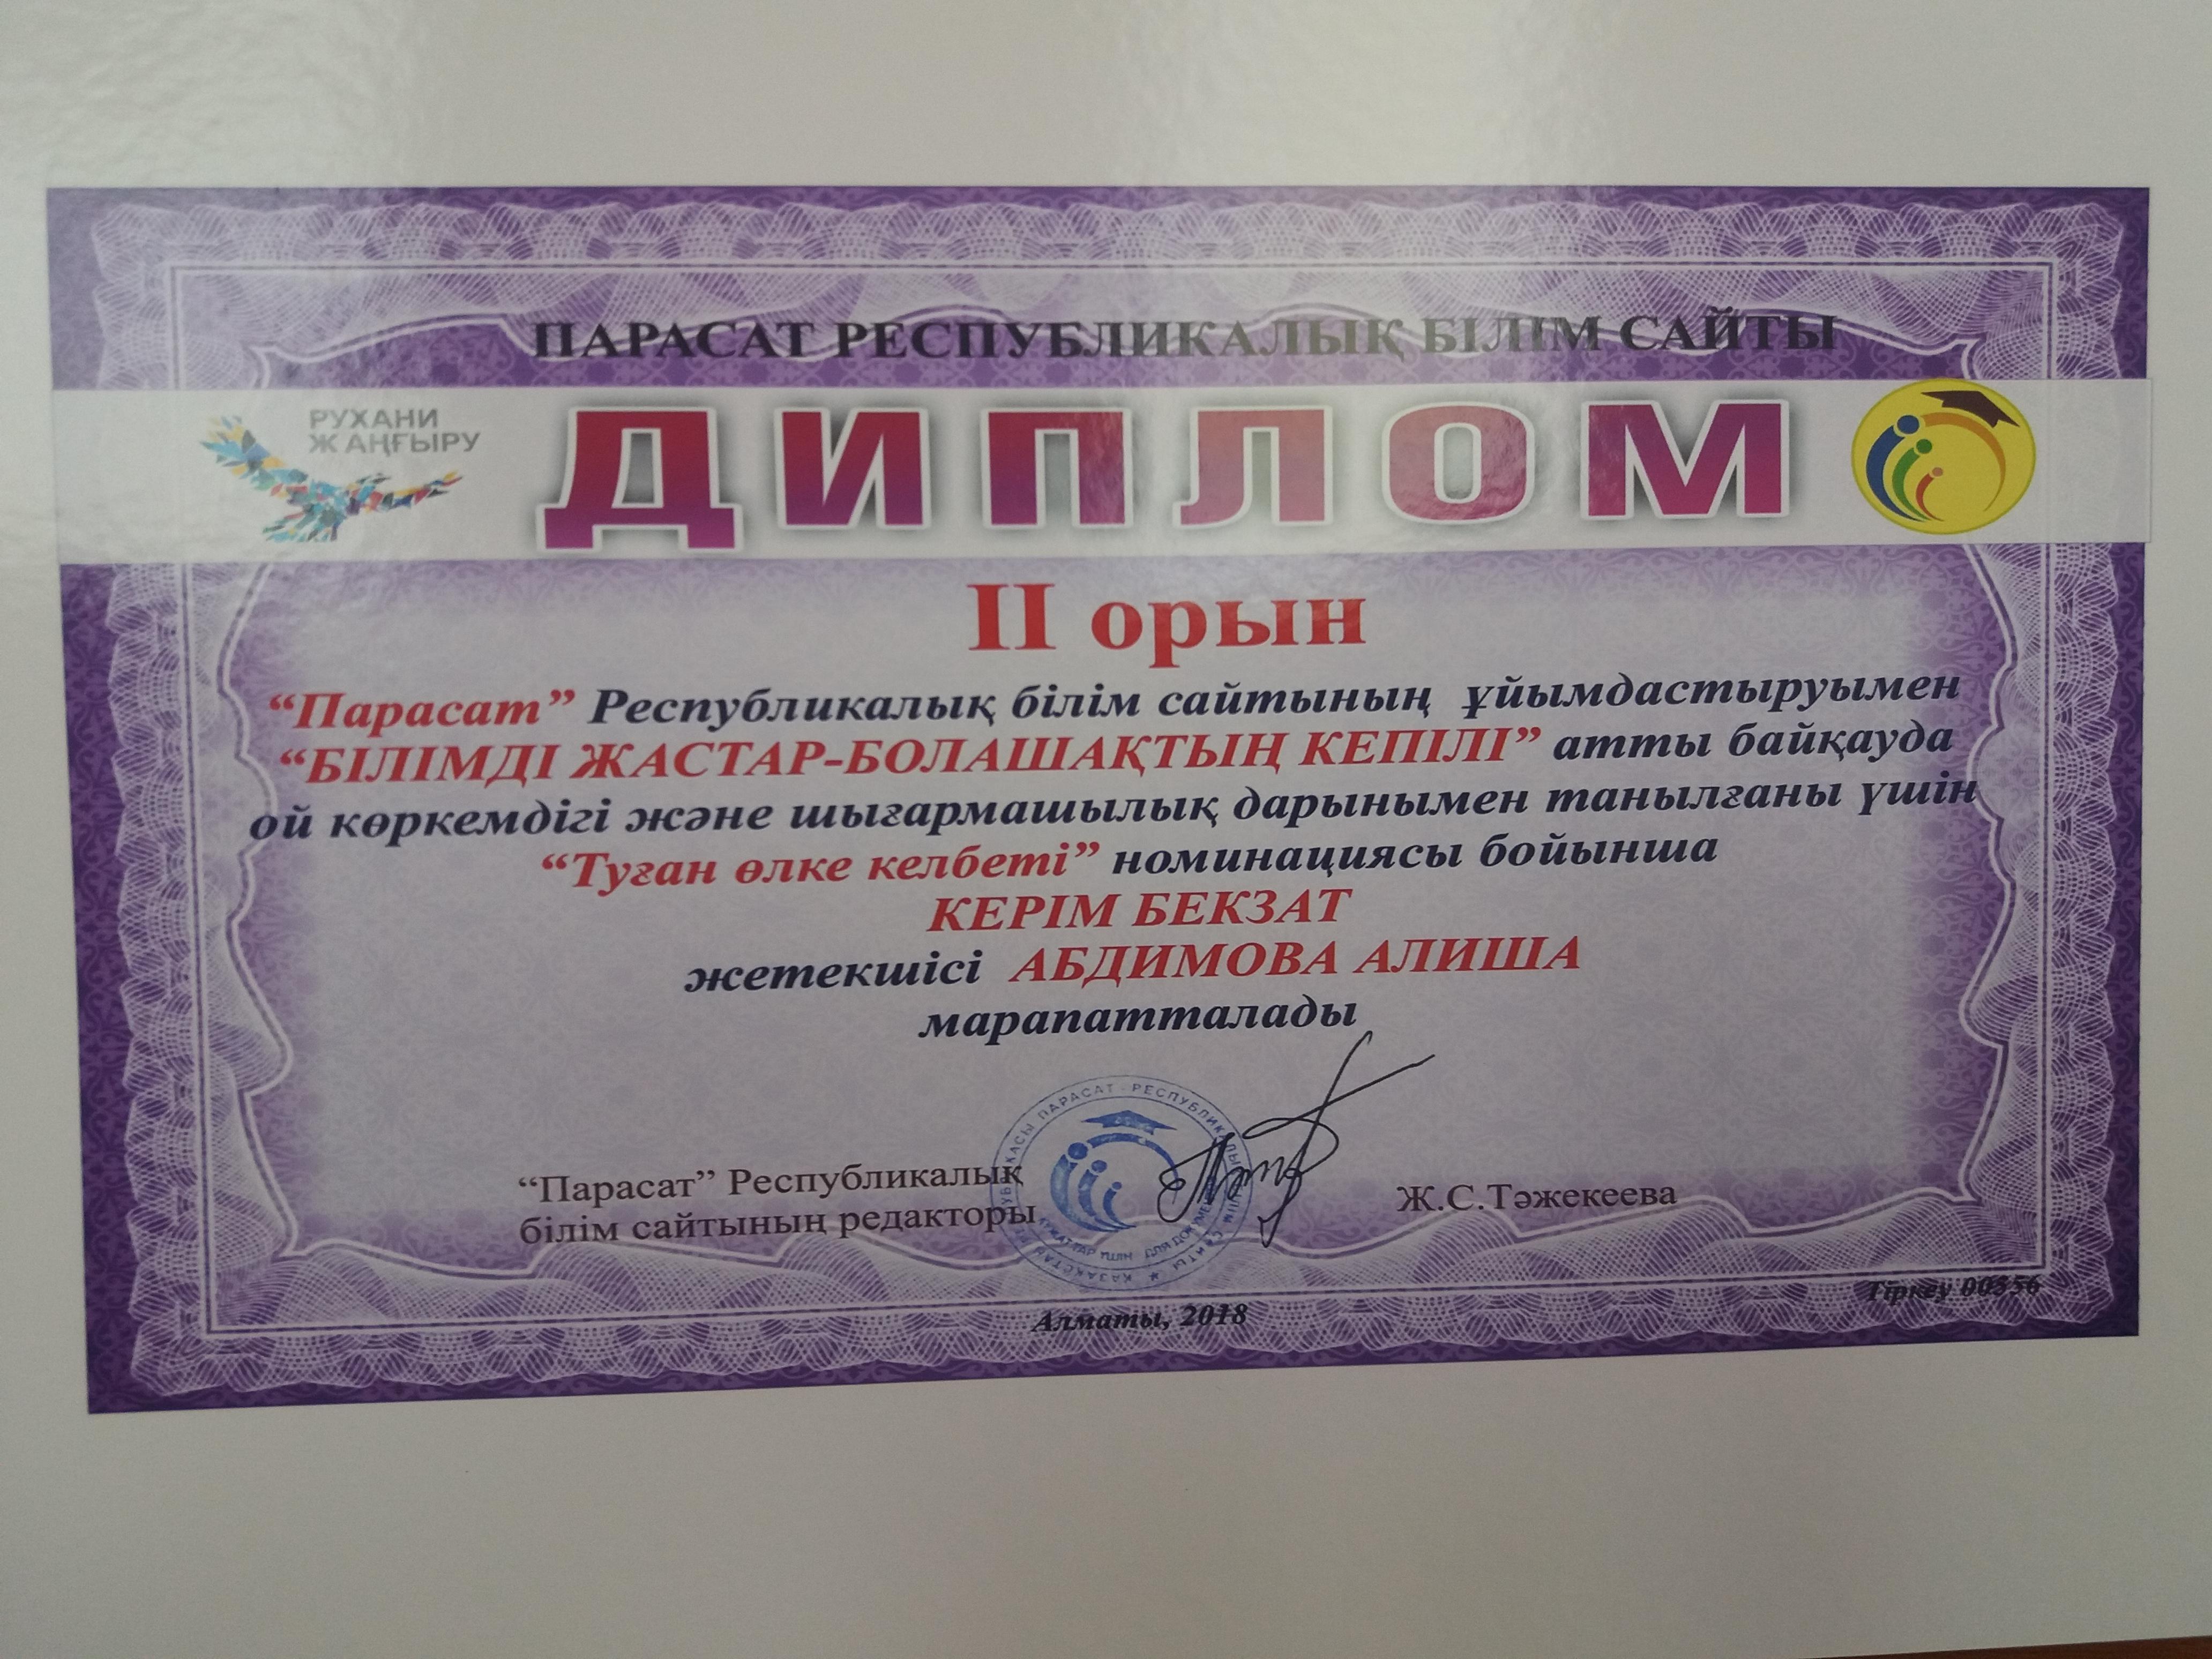 ПАРАСАТ РЕСПУБЛИКАЛЫҚ БІЛІМ САЙТЫ
РУХАНИ
ЖАҢҒЫРУ
ДИПЛОМ
II орын
“Парасат” Республикалық білім сайтының ұйымдастыруымен
“БІЛІМДІ ЖАСТАР-БОЛАШАҚТЫҢ КЕПІЛІ” атты байқауда
ой көркемдігі және шығармашылық дарынымен танылғаны үшін
“Туған өлке келбеті” номинациясы бойынша
КЕРІМ БЕКЗАТ
жетекшісі АБДИМОВА АЛИША
марапатталады
“Парасат” Республикалық
білім сайтының редакторы
Ж.С.Тәжекеева
Алматы, 2018
Тіркеу 00356